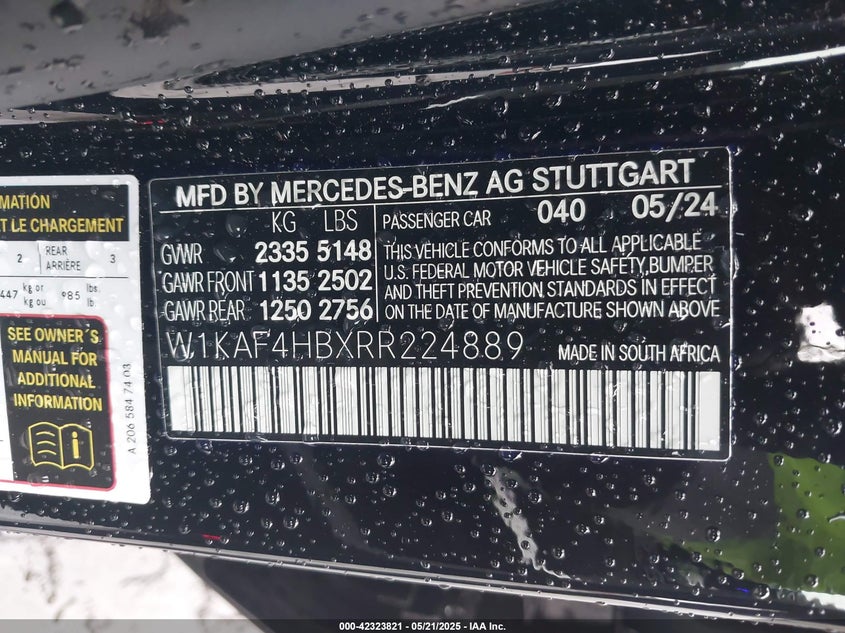 MFD BY MERCEDES-BENZ AG STUTTGART
KG LBS
GVWR 2335 5148
GAWR FRONT 1135 2502
GAWR REAR 1250 2756
PASSENGER CAR 040 05/24
THIS VEHICLE CONFORMS TO ALL APPLICABLE
U.S. FEDERAL MOTOR VEHICLE SAFETY, BUMPER
AND THEFT PREVENTION STANDARDS IN EFFECT
ON THE DATE OF MANUFACTURE SHOWN ABOVE
W1KAF4HBXRR224889
MADE IN SOUTH AFRICA
ET LE CHARGEMENT
2 REAR 3
ARRIÈRE
447 kg or 985 lbs.
kg ou lb.
SEE OWNER'S
MANUAL FOR
ADDITIONAL
INFORMATION
A 206 584 74 03
000-42323821 - 05/21/2025 - IAA Inc.